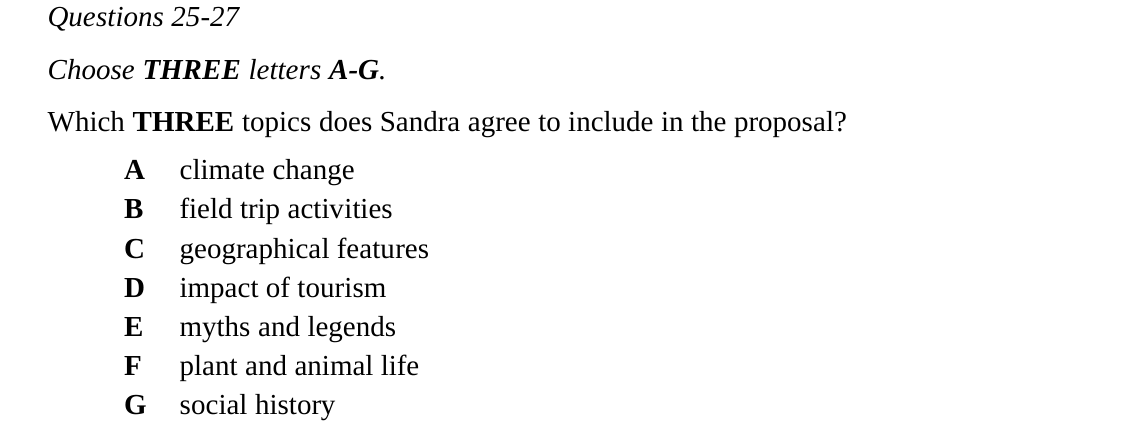 Questions 25-27
Choose THREE letters A-G.
Which THREE topics does Sandra agree to include in the proposal?
A climate change
B field trip activities
C geographical features
D impact of tourism
E myths and legends
F plant and animal life
G social history